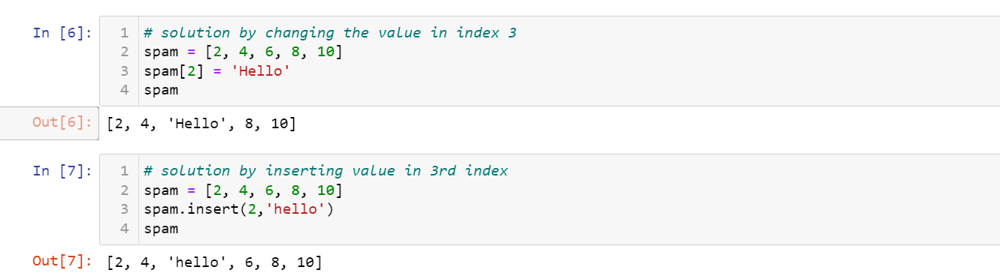 In [6]:
1 # solution by changing the value in index 3
2 spam = [2, 4, 6, 8, 10]
3 spam[2] = 'Hello'
4 spam
Out[6]: [2, 4, 'Hello', 8, 10]
In [7]:
1 # solution by inserting value in 3rd index
2 spam = [2, 4, 6, 8, 10]
3 spam.insert(2,'hello')
4 spam
Out[7]: [2, 4, 'hello', 6, 8, 10]